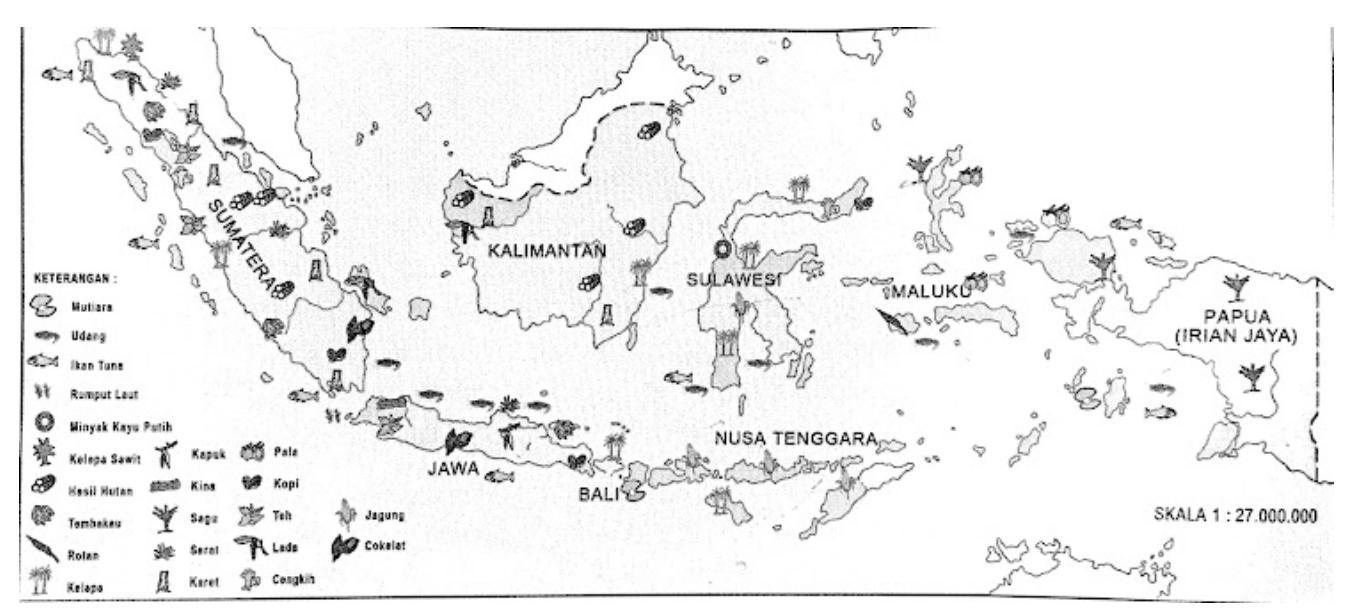 SUMATERA
KALIMANTAN
SULAWESI
MALUKU
PAPUA
(IRIAN JAYA)
JAWA
BALI
NUSA TENGGARA
SKALA 1 : 27.000.000
KETERANGAN :
Mutiara
Udang
Ikan Tuna
Rumput Laut
Minyak Kayu Putih
Kelapa Sawit
Hasil Hutan
Tembakau
Rotan
Kelapa
Kapuk
Kina
Sagu
Serat
Karet
Pala
Kopi
Teh
Lada
Cengkih
Jagung
Cokelat